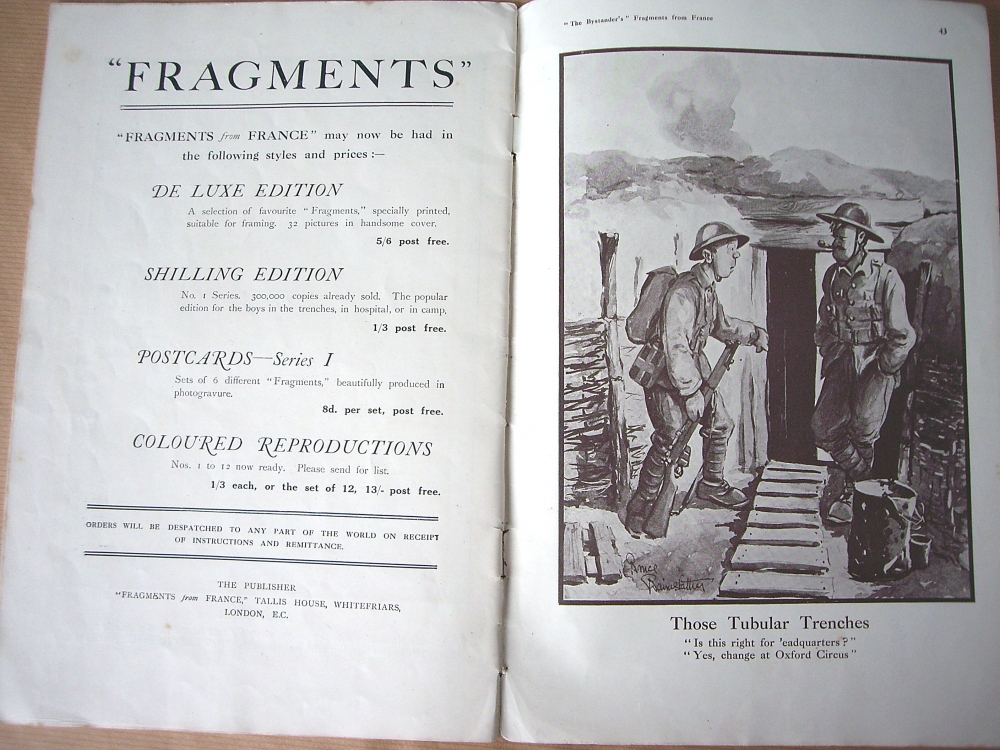 "FRAGMENTS"
"FRAGMENTS from FRANCE" may now be had in
the following styles and prices :—
DE LUXE EDITION
A selection of favourite "Fragments," specially printed,
suitable for framing. 32 pictures in handsome cover.
5/6 post free.
SHILLING EDITION
No. 1 Series. 300,000 copies already sold. The popular
edition for the boys in the trenches, in hospital, or in camp.
1/3 post free.
POSTCARDS—Series I
Sets of 6 different "Fragments," beautifully produced in
photogravure.
8d. per set, post free.
COLOURED REPRODUCTIONS
Nos. 1 to 12 now ready. Please send for list.
1/3 each, or the set of 12, 13/- post free.
ORDERS WILL BE DESPATCHED TO ANY PART OF THE WORLD ON RECEIPT
OF INSTRUCTIONS AND REMITTANCE.
THE PUBLISHER
"FRAGMENTS from FRANCE," TALLIS HOUSE, WHITEFRIARS,
LONDON, E.C.
"The Bystander's" Fragments from France
43
Bruce
Bairnsfather
Those Tubular Trenches
"Is this right for 'eadquarters?"
"Yes, change at Oxford Circus"